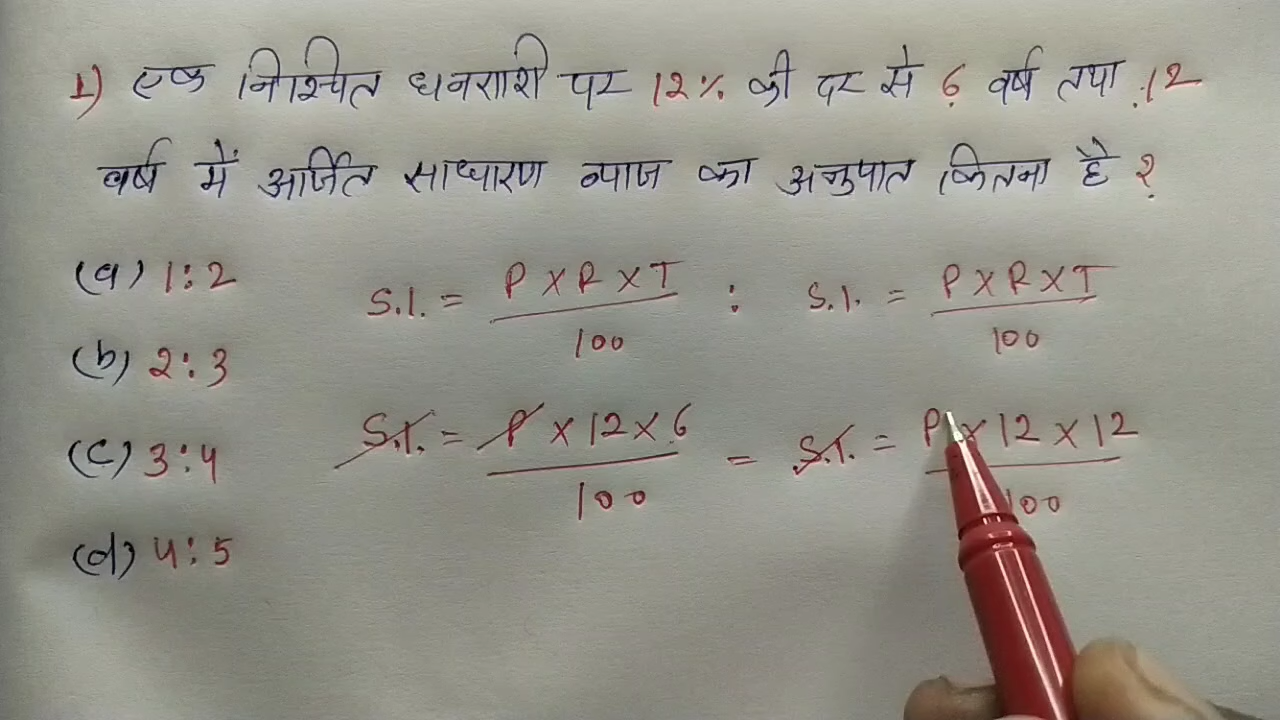 1) एक निश्चित धनराशी पर 12% की दर से 6 वर्ष तथा 12
वर्ष में आर्जित साधारण व्याज का अनुपात कितना है ?
(a) 1:2
S.I. = P x R x T / 100 : S.I. = P x R x T / 100
(b) 2:3
S.I. = P x 12 x 6 / 100 = S.I. = P x 12 x 12 / 100
(c) 3:4
(d) 4:5